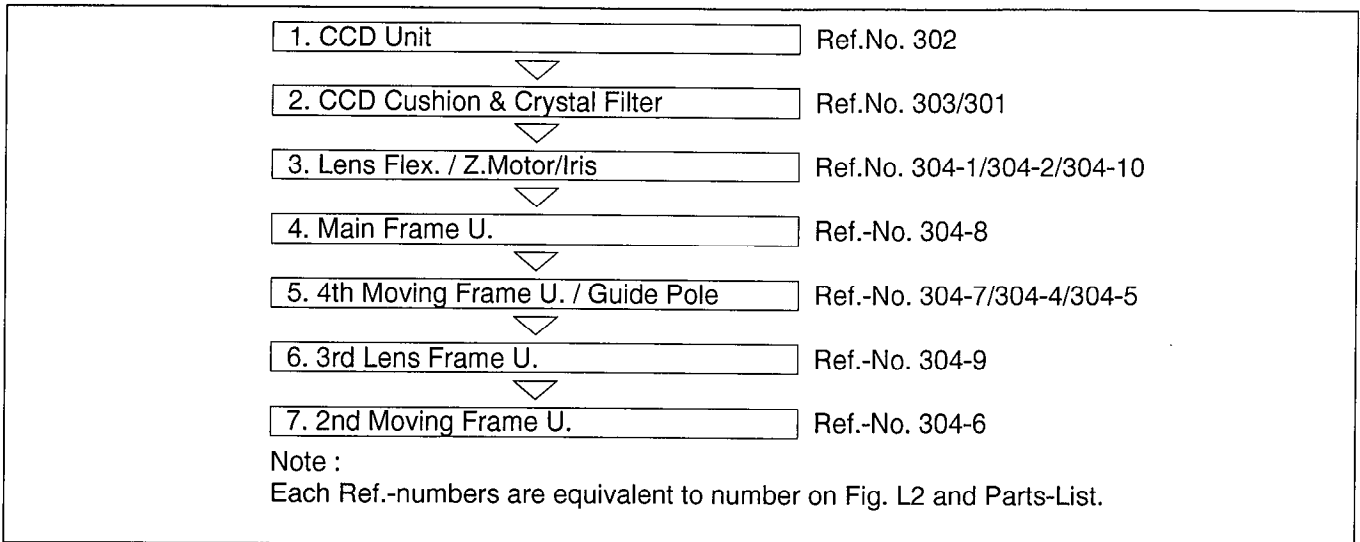 1. CCD Unit Ref.No. 302
2. CCD Cushion & Crystal Filter Ref.No. 303/301
3. Lens Flex. / Z.Motor/Iris Ref.No. 304-1/304-2/304-10
4. Main Frame U. Ref.-No. 304-8
5. 4th Moving Frame U. / Guide Pole Ref.-No. 304-7/304-4/304-5
6. 3rd Lens Frame U. Ref.-No. 304-9
7. 2nd Moving Frame U. Ref.-No. 304-6
Note :
Each Ref.-numbers are equivalent to number on Fig. L2 and Parts-List.